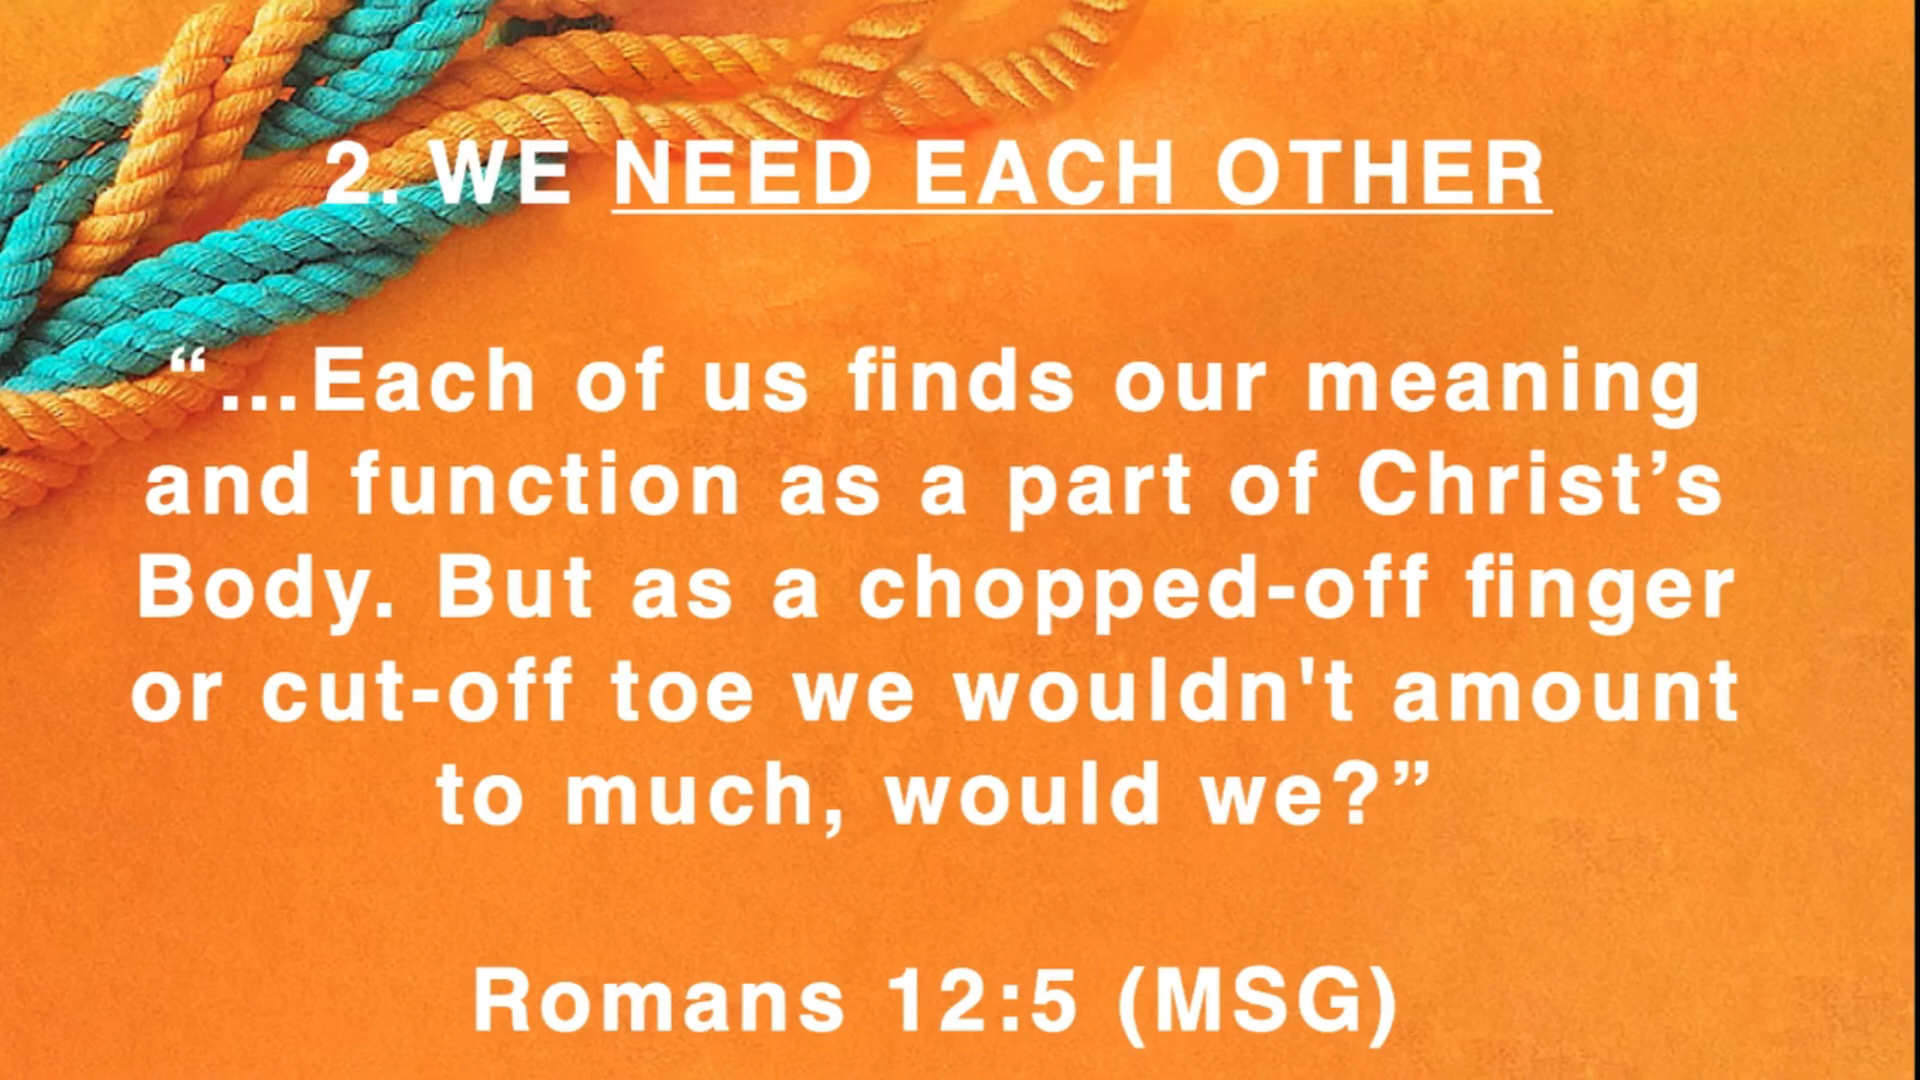 2. WE NEED EACH OTHER
“...Each of us finds our meaning
and function as a part of Christ’s
Body. But as a chopped-off finger
or cut-off toe we wouldn't amount
to much, would we?”
Romans 12:5 (MSG)